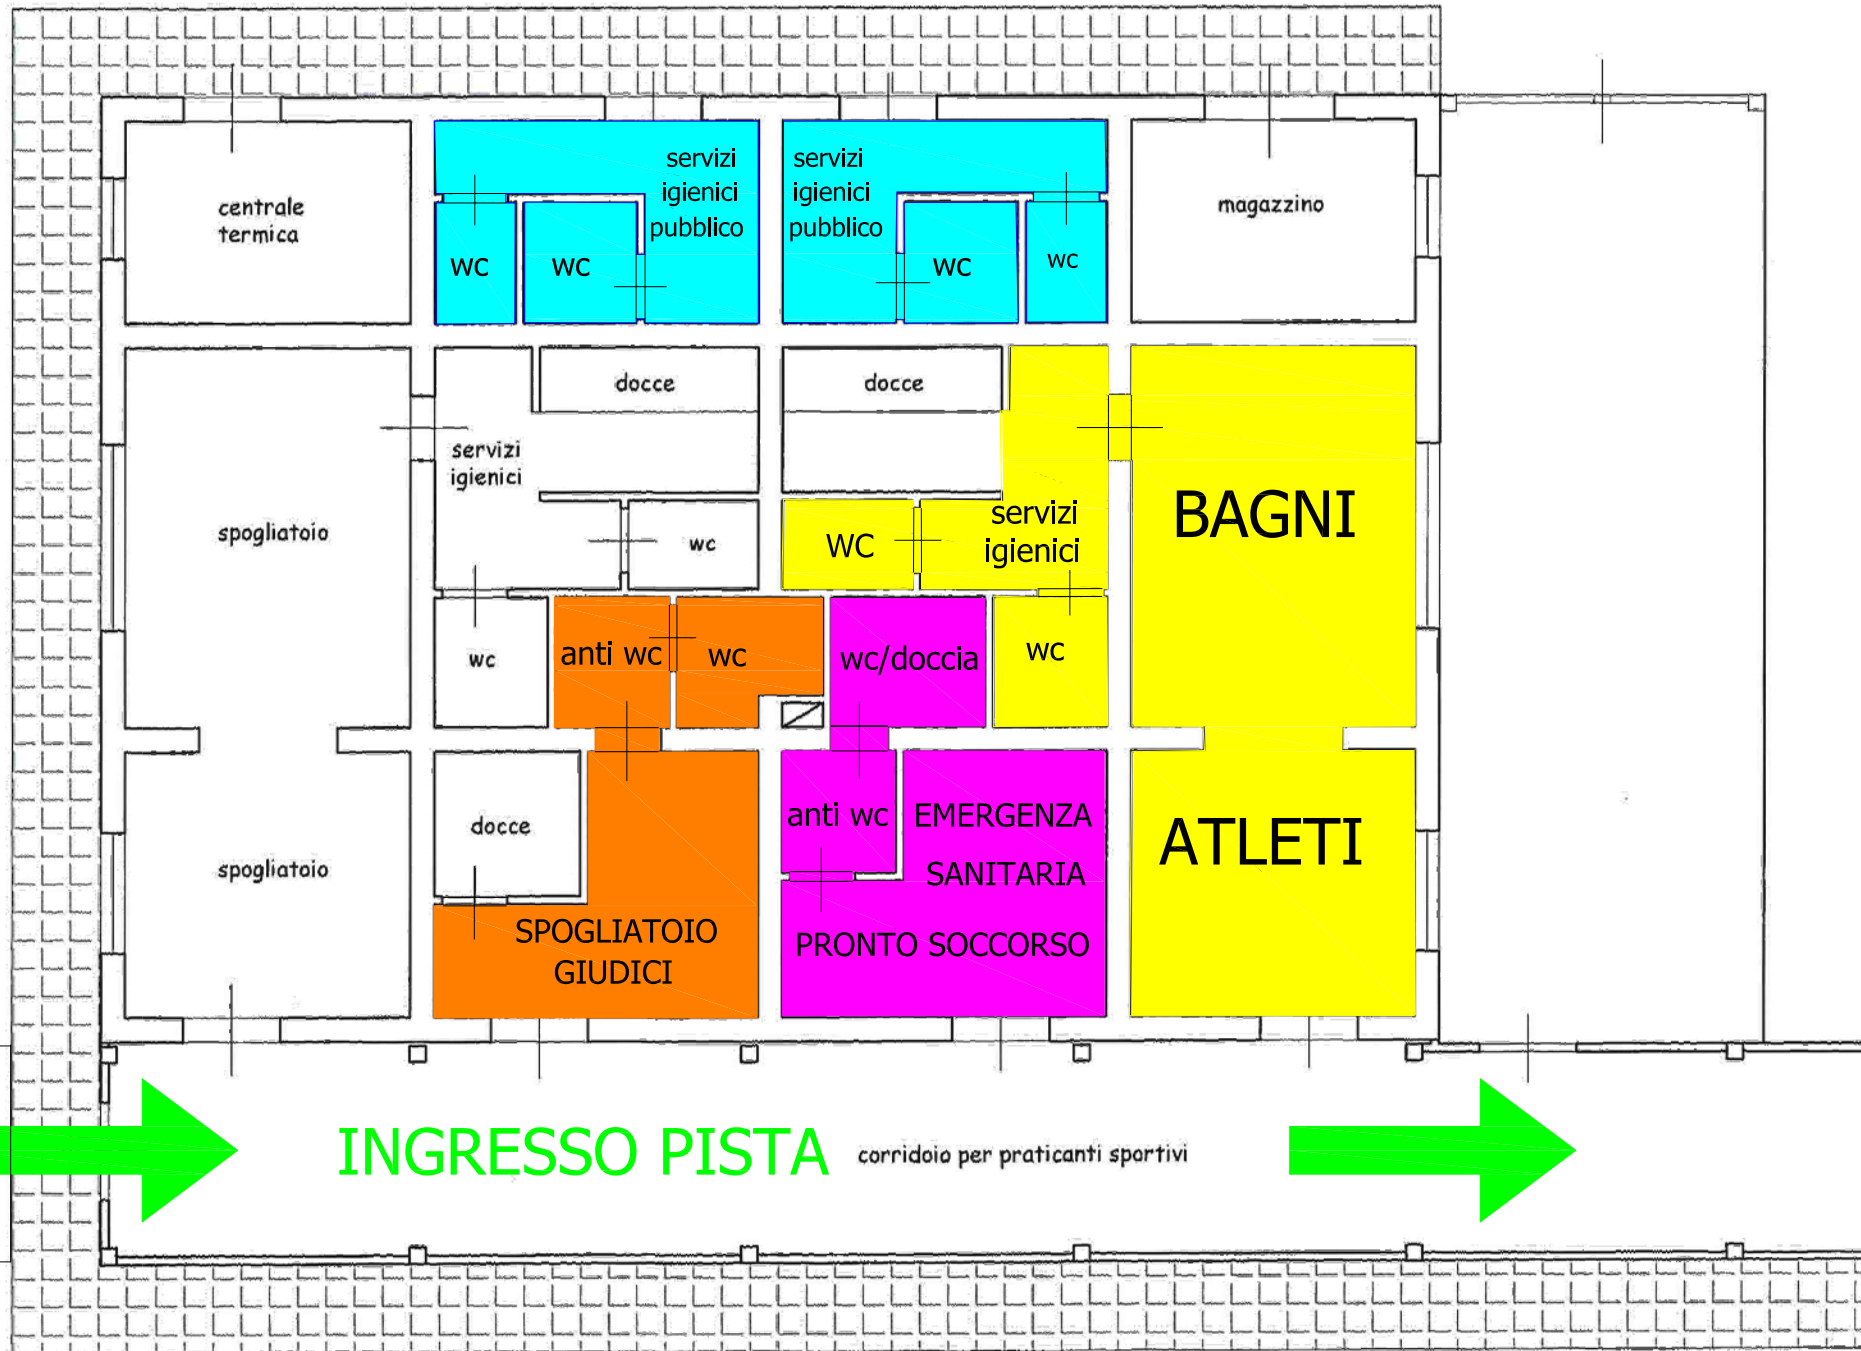 centrale
termica
servizi
igienici
pubblico
wc
wc
servizi
igienici
pubblico
wc
wc
magazzino
docce
docce
servizi
igienici
spogliatoio
wc
WC
servizi
igienici
BAGNI
wc
anti wc
wc
wc/doccia
wc
docce
spogliatoio
anti wc
EMERGENZA
SANITARIA
PRONTO SOCCORSO
ATLETI
SPOGLIATOIO
GIUDICI
INGRESSO PISTA
corridoio per praticanti sportivi